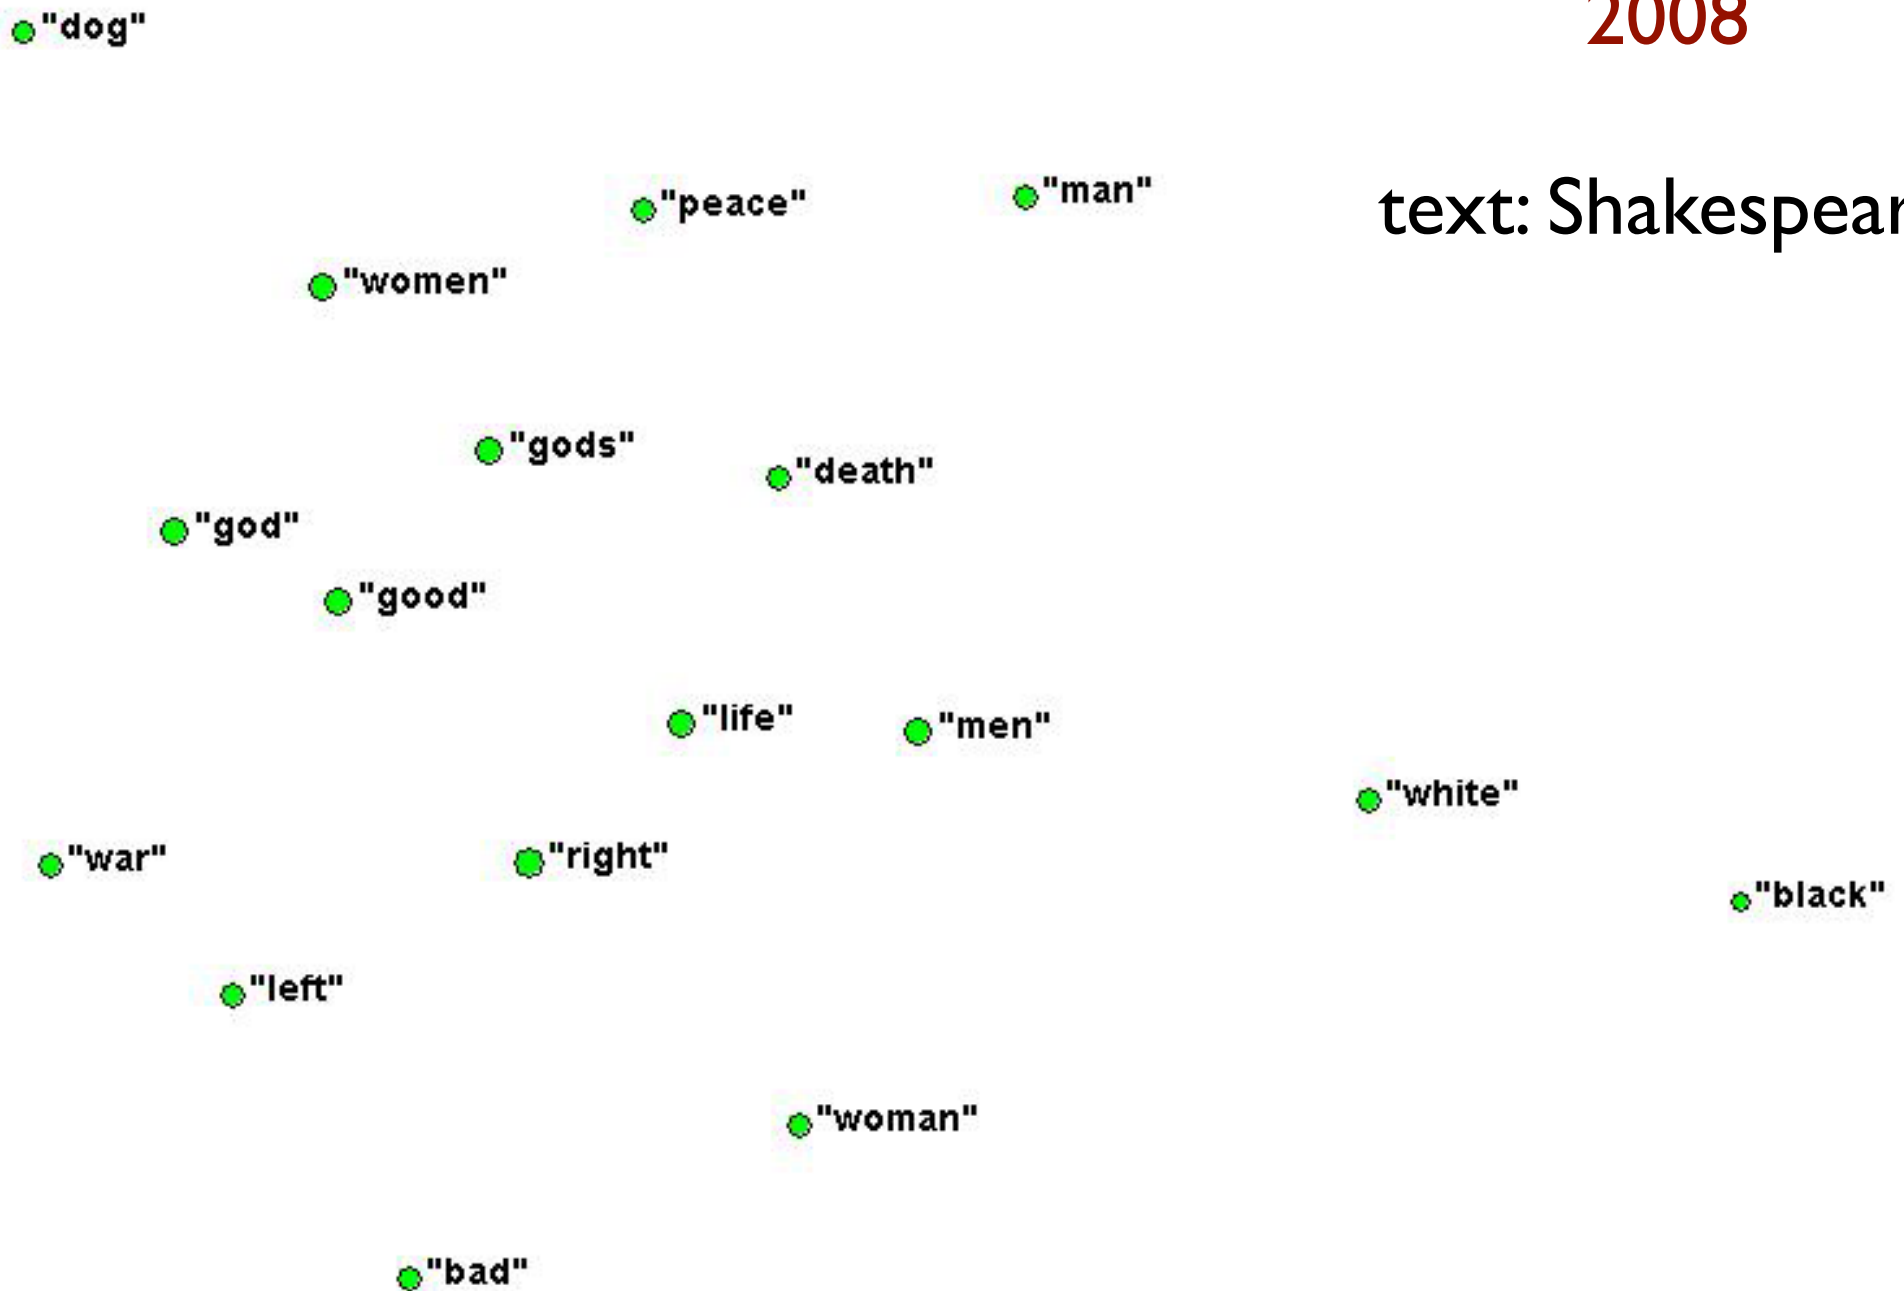 "dog"
2008
"peace"
"man"
text: Shakespear
"women"
"gods"
"death"
"god"
"good"
"life"
"men"
"white"
"war"
"right"
"black"
"left"
"woman"
"bad"